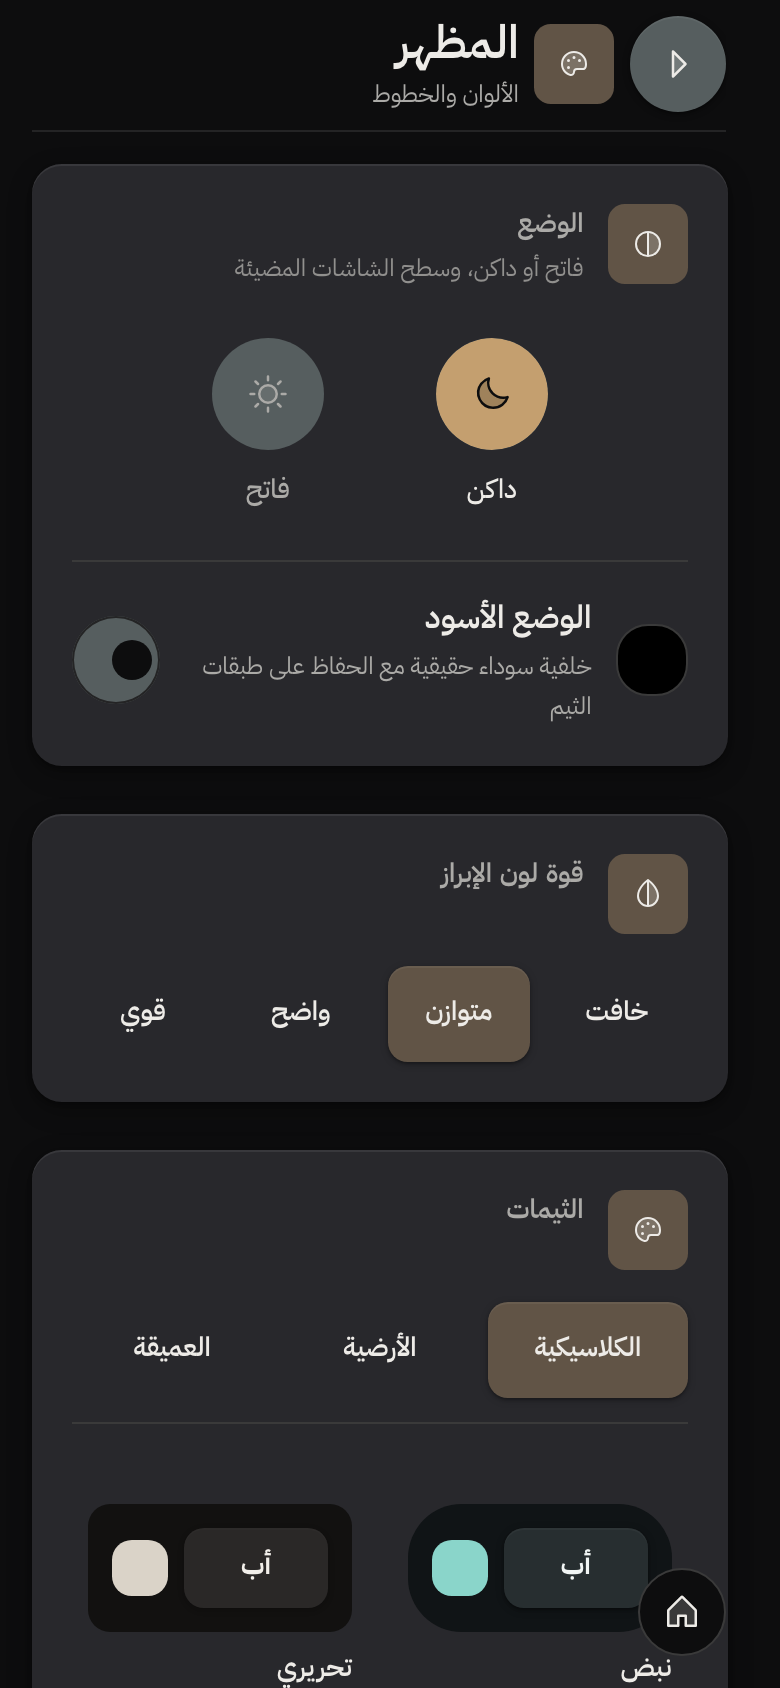 المظهر
الألوان والخطوط
الوضع
فاتح أو داكن، وسطح الشاشات المضيئة
داكن
فاتح
الوضع الأسود
خلفية سوداء حقيقية مع الحفاظ على طبقات
الثيم
قوة لون الإبراز
خافت
متوازن
واضح
قوي
الثيمات
الكلاسيكية
الأرضية
العميقة
أب
أب
نبض
تحريري